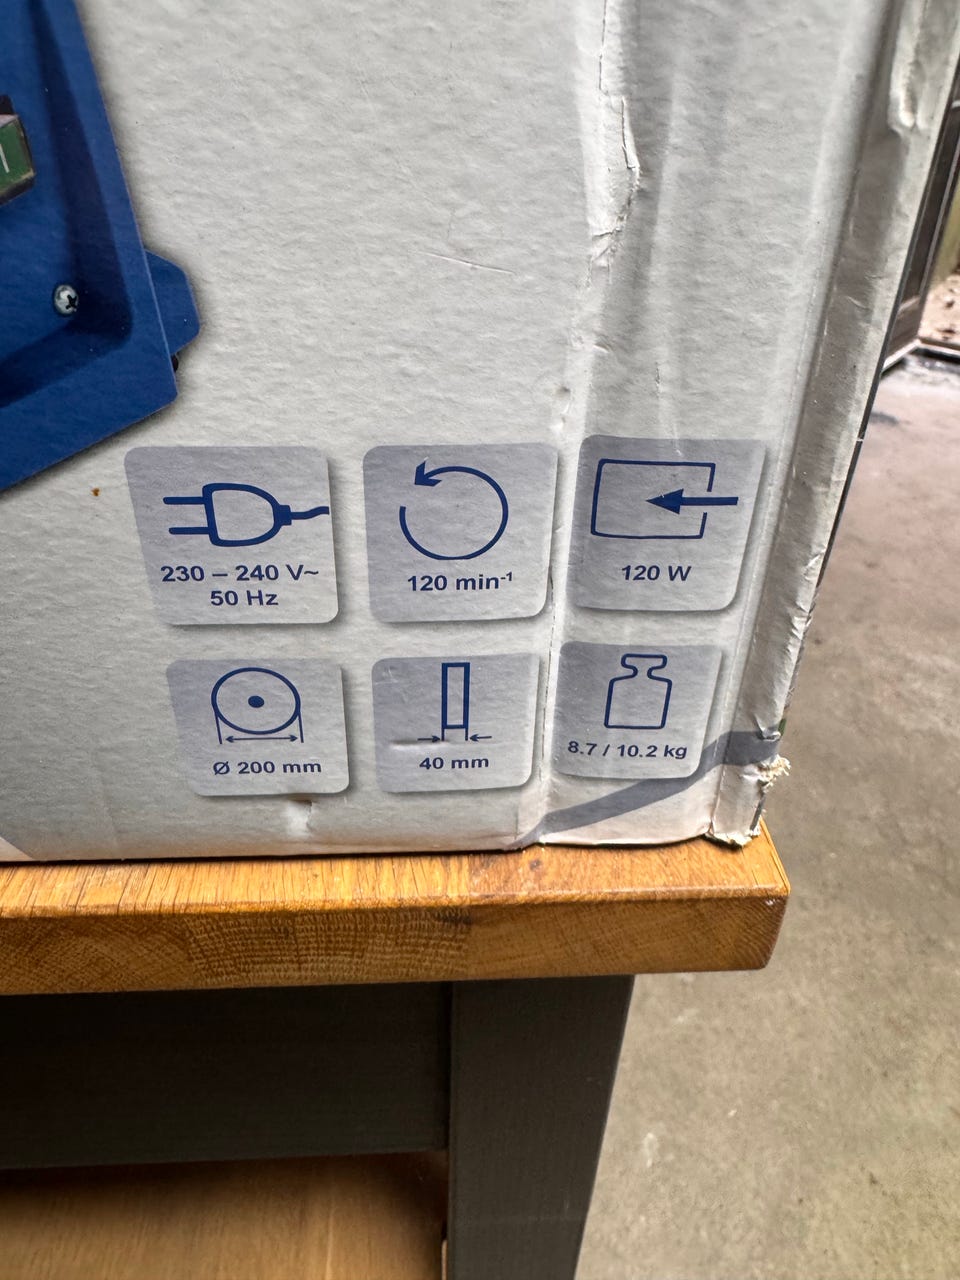 230 – 240 V~
50 Hz
120 min-1
120 W
Ø 200 mm
40 mm
8.7 / 10.2 kg